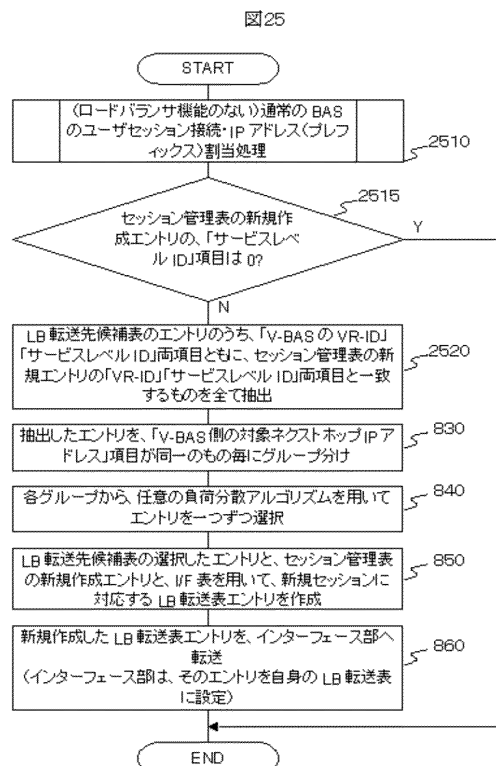 図25
START
(ロードバランサ機能のない)通常の BAS
のユーザセッション接続・IP アドレス(プレフ
ィックス)割当処理
2510
2515
セッション管理表の新規作
成エントリの、「サービスレベ
ル ID」項目は 0?
Y
N
LB 転送先候補表のエントリのうち、「V-BAS の VR-ID」
「サービスレベル ID」両項目ともに、セッション管理表の新
規エントリの「VR-ID」「サービスレベル ID」両項目と一致
するものを全て抽出
2520
抽出したエントリを、「V-BAS 側の対象ネクストホップ IP ア
ドレス」項目が同一のもの毎にグループ分け
830
各グループから、任意の負荷分散アルゴリズムを用いて
エントリを一つずつ選択
840
LB 転送先候補表の選択したエントリと、セッション管理表
の新規作成エントリと、I/F 表を用いて、新規セッションに
対応する LB 転送表エントリを作成
850
新規作成した LB 転送表エントリを、インターフェース部へ
転送
(インターフェース部は、そのエントリを自身の LB 転送表
に設定)
860
END